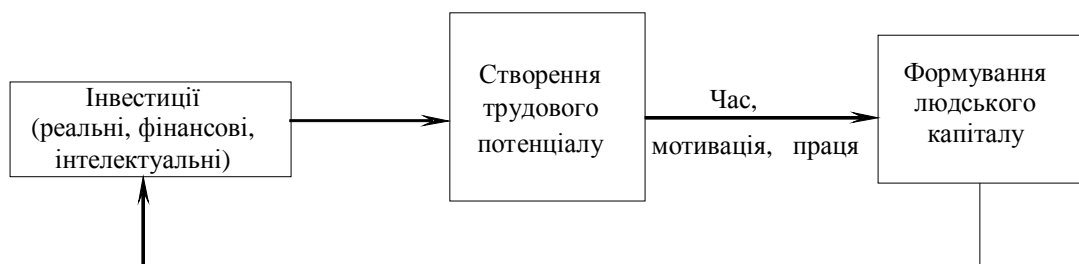 Інвестиції
(реальні, фінансові,
інтелектуальні)
Створення
трудового
потенціалу
Час,
мотивація, праця
Формування
людського
капіталу